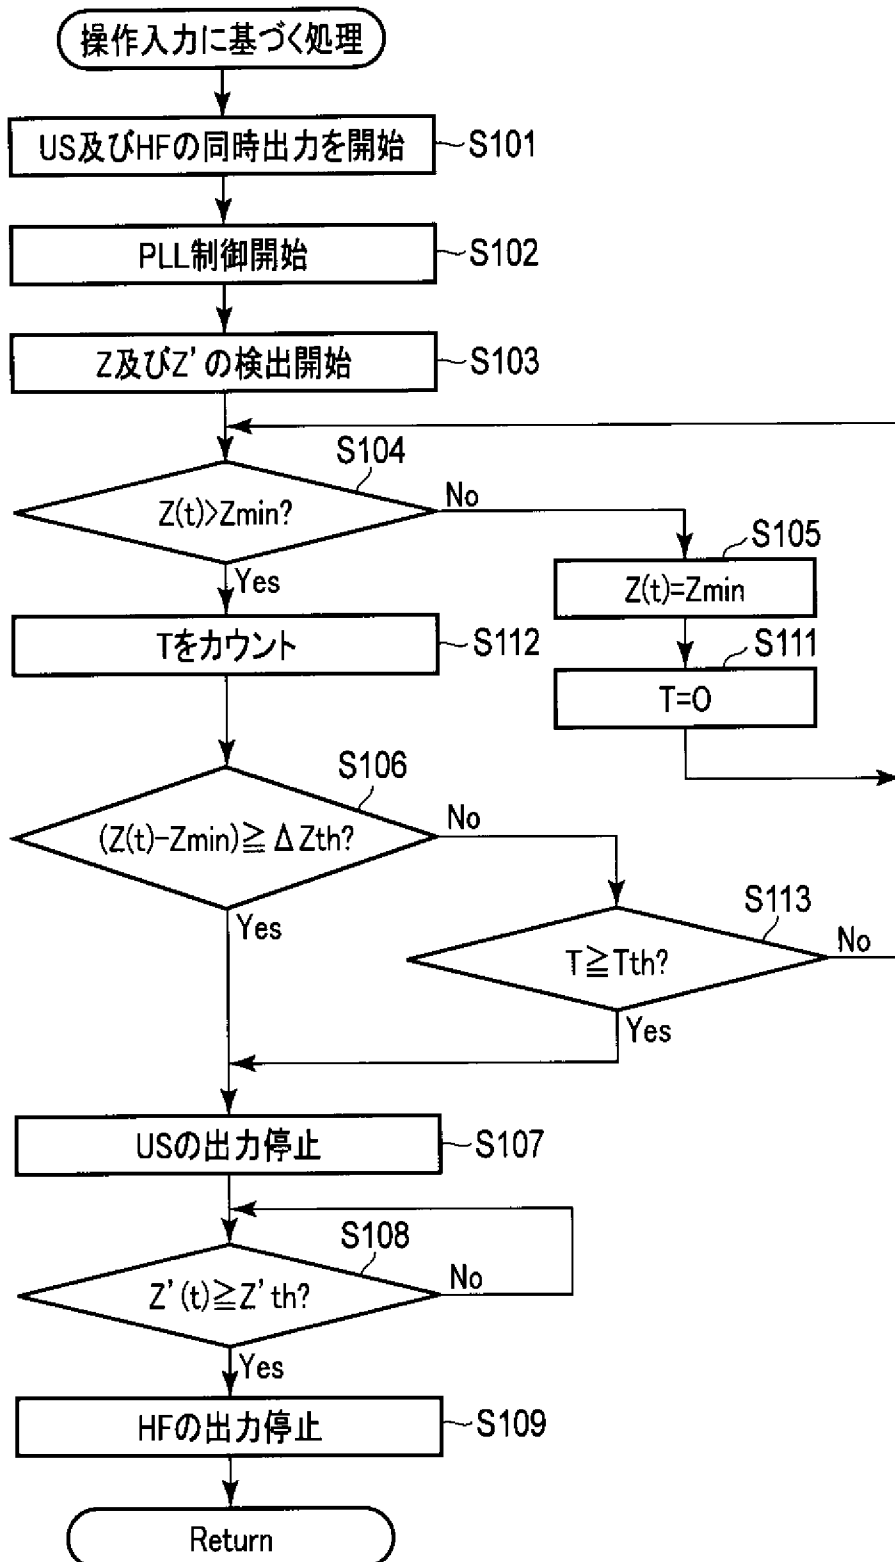 操作入力に基づく処理
US及びHFの同時出力を開始
S101
PLL制御開始
S102
Z及びZ'の検出開始
S103
S104
Z(t)>Zmin?
No
Yes
S105
Z(t)=Zmin
S111
T=0
Tをカウント
S112
S106
(Z(t)-Zmin)≧ΔZth?
No
Yes
S113
T≧Tth?
No
Yes
USの出力停止
S107
S108
Z'(t)≧Z'th?
No
Yes
HFの出力停止
S109
Return